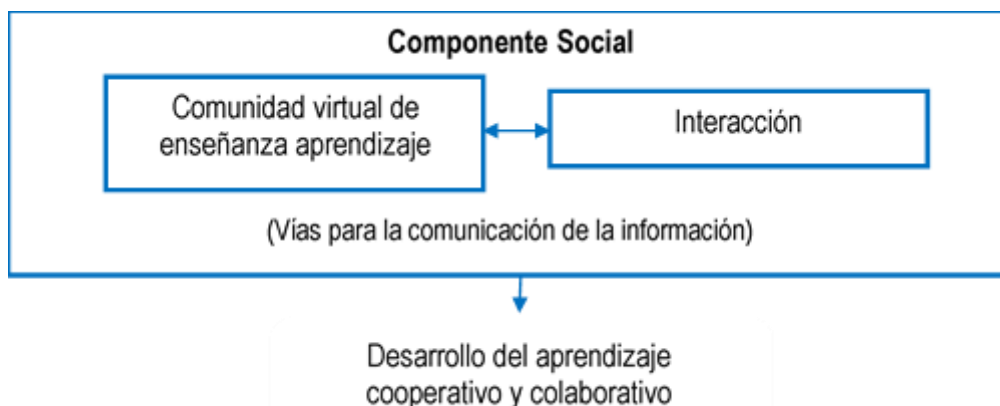 Componente Social
Comunidad virtual de
enseñanza aprendizaje
Interacción
(Vías para la comunicación de la información)
Desarrollo del aprendizaje
cooperativo y colaborativo